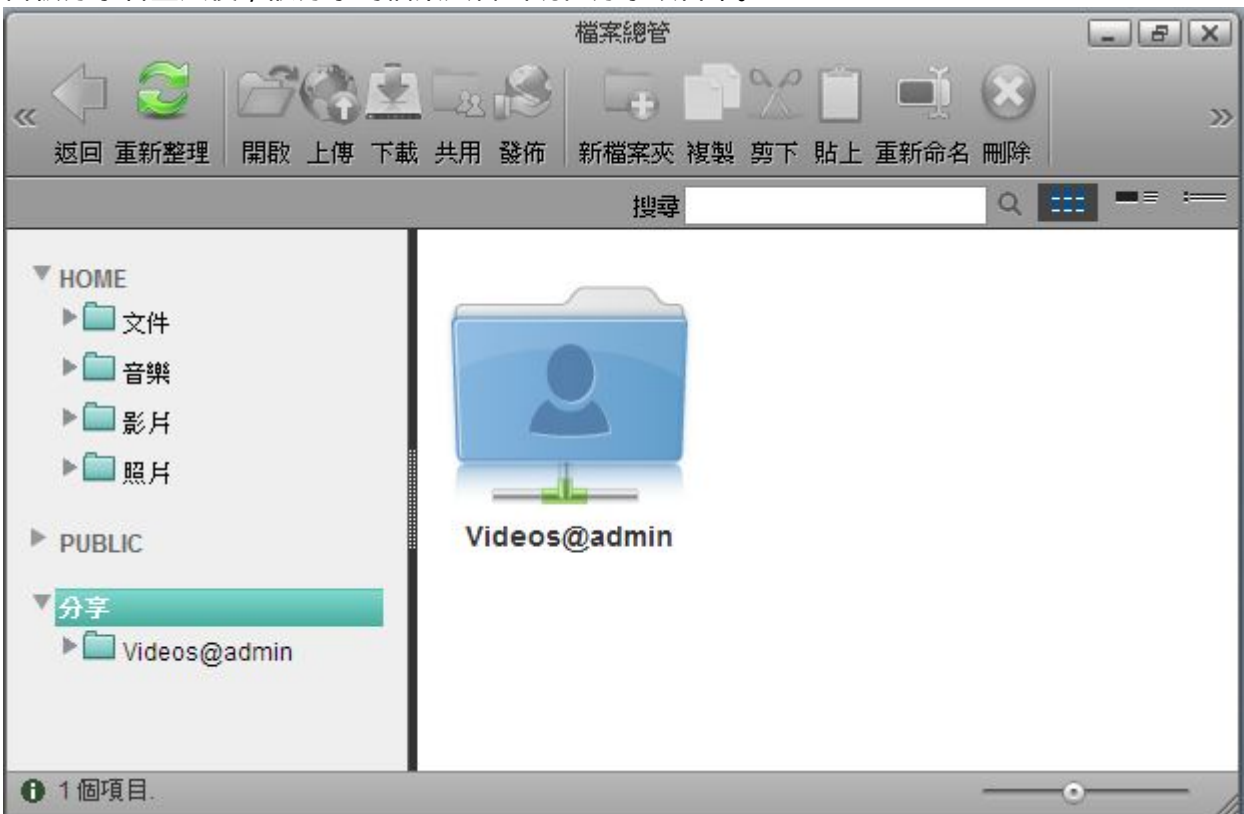 檔案總管
返回 重新整理 開啟 上傳 下載 共用 發佈 新檔案夾 複製 剪下 貼上 重新命名 刪除
搜尋
HOME
文件
音樂
影片
照片
PUBLIC
分享
Videos@admin
Videos@admin
1 個項目.